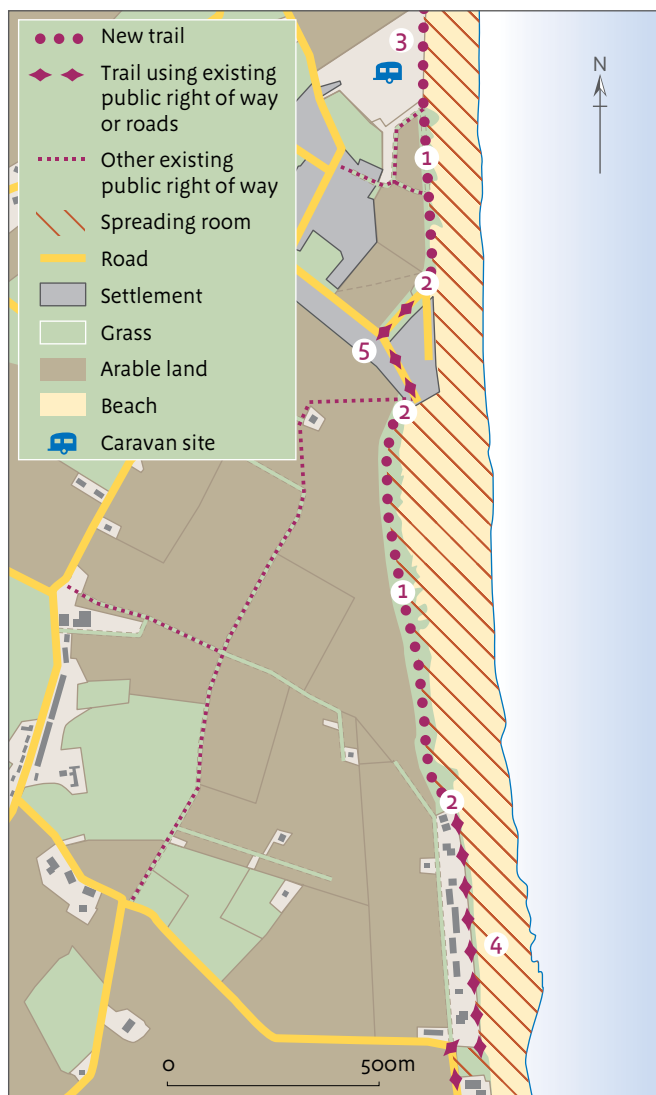 New trail
Trail using existing
public right of way
or roads
Other existing
public right of way
Spreading room
Road
Settlement
Grass
Arable land
Beach
Caravan site
N
3
1
2
5
2
1
2
4
0 500m